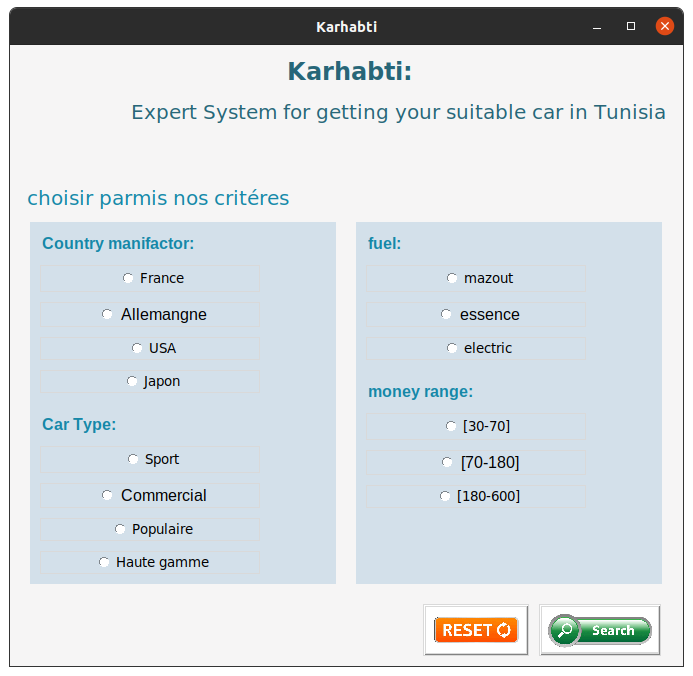 Karhabti
Karhabti:
Expert System for getting your suitable car in Tunisia
choisir parmis nos critéres
Country manifactor:
France
Allemangne
USA
Japon
Car Type:
Sport
Commercial
Populaire
Haute gamme
fuel:
mazout
essence
electric
money range:
[30-70]
[70-180]
[180-600]
RESET
Search